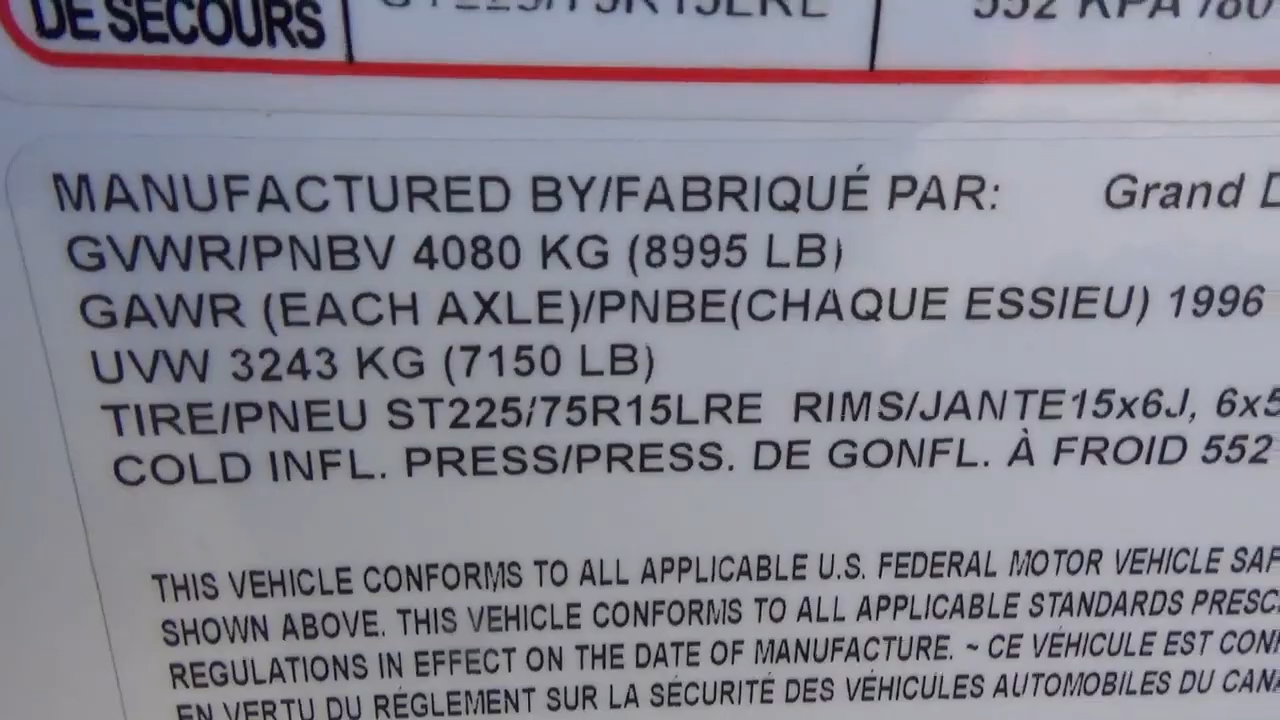 DE SECOURS ST225/75R15LRE 552 KPA /80
MANUFACTURED BY/FABRIQUÉ PAR: Grand
GVWR/PNBV 4080 KG (8995 LB)
GAWR (EACH AXLE)/PNBE(CHAQUE ESSIEU) 1996
UVW 3243 KG (7150 LB)
TIRE/PNEU ST225/75R15LRE RIMS/JANTE15x6J, 6x5
COLD INFL. PRESS/PRESS. DE GONFL. À FROID 552
THIS VEHICLE CONFORMS TO ALL APPLICABLE U.S. FEDERAL MOTOR VEHICLE SAF
SHOWN ABOVE. THIS VEHICLE CONFORMS TO ALL APPLICABLE STANDARDS PRESC
REGULATIONS IN EFFECT ON THE DATE OF MANUFACTURE. ~ CE VÉHICULE EST CON
EN VERTU DU RÉGLEMENT SUR LA SÉCURITÉ DES VÉHICULES AUTOMOBILES DU CAN